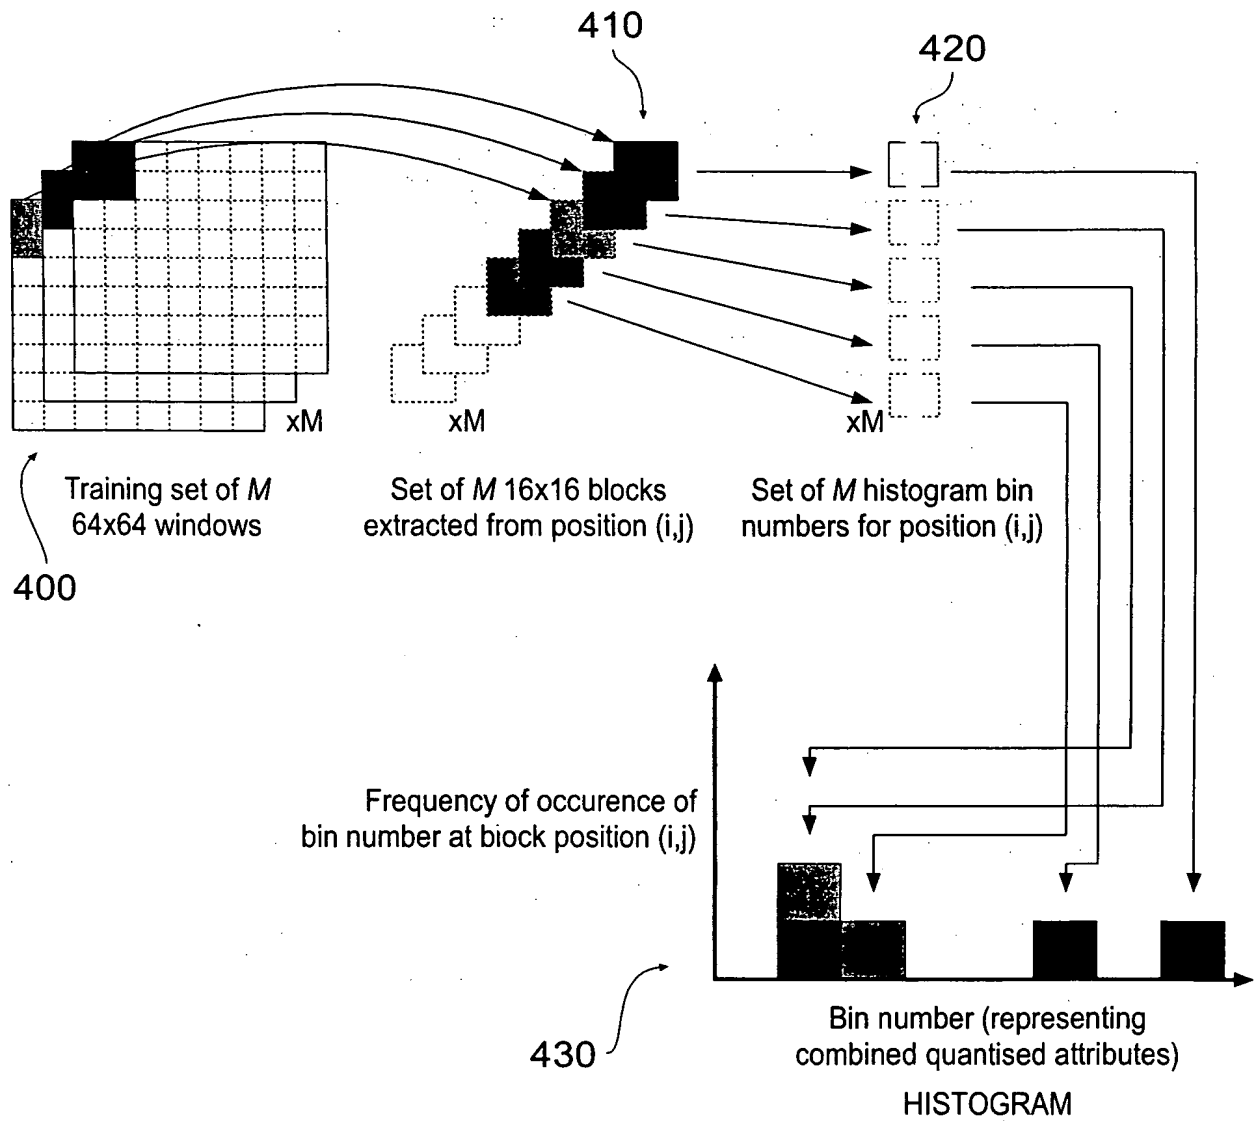 410
420
xM
xM
xM
Training set of M
64x64 windows
Set of M 16x16 blocks
extracted from position (i,j)
Set of M histogram bin
numbers for position (i,j)
400
Frequency of occurence of
bin number at block position (i,j)
430
Bin number (representing
combined quantised attributes)
HISTOGRAM